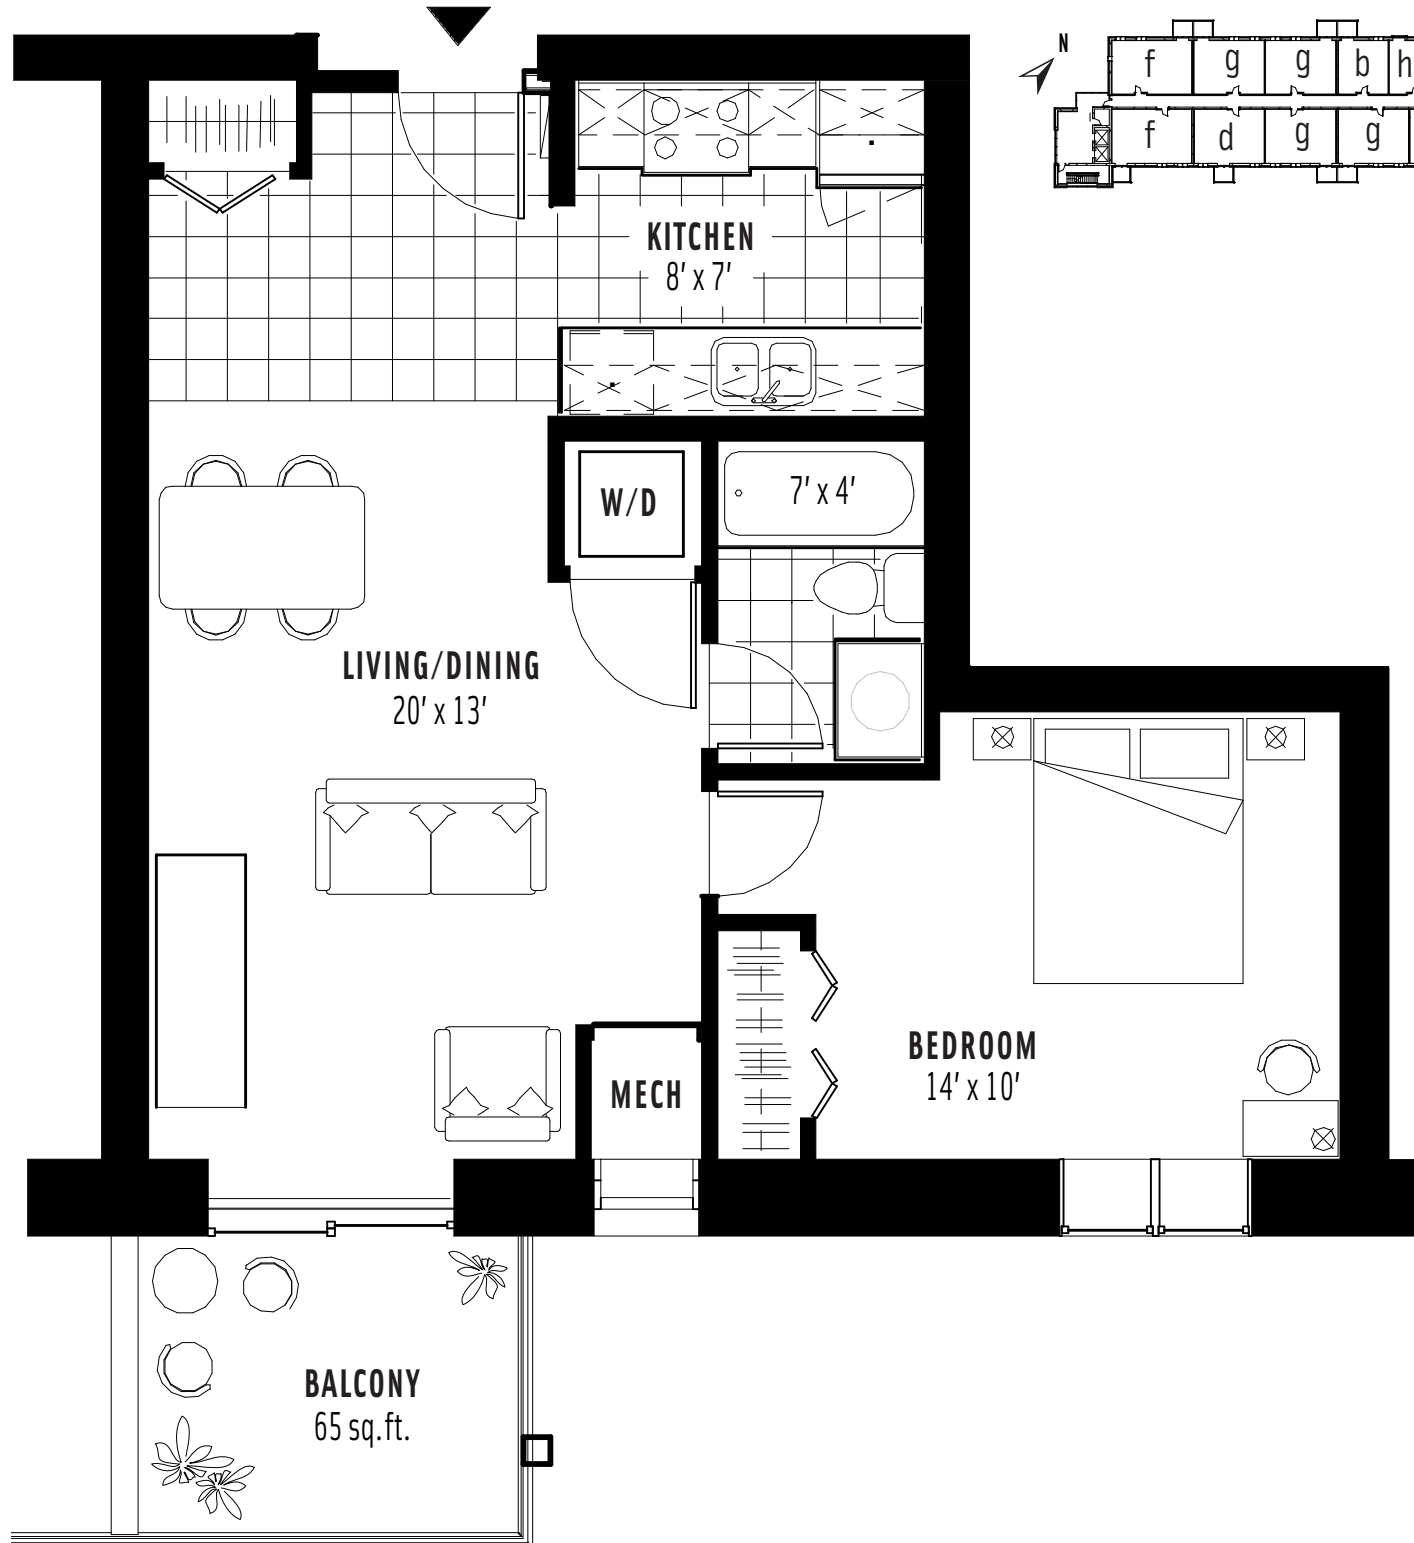 N
f g g b h
f d g g
KITCHEN
8' x 7'
W/D
7' x 4'
LIVING/DINING
20' x 13'
BEDROOM
14' x 10'
MECH
BALCONY
65 sq.ft.